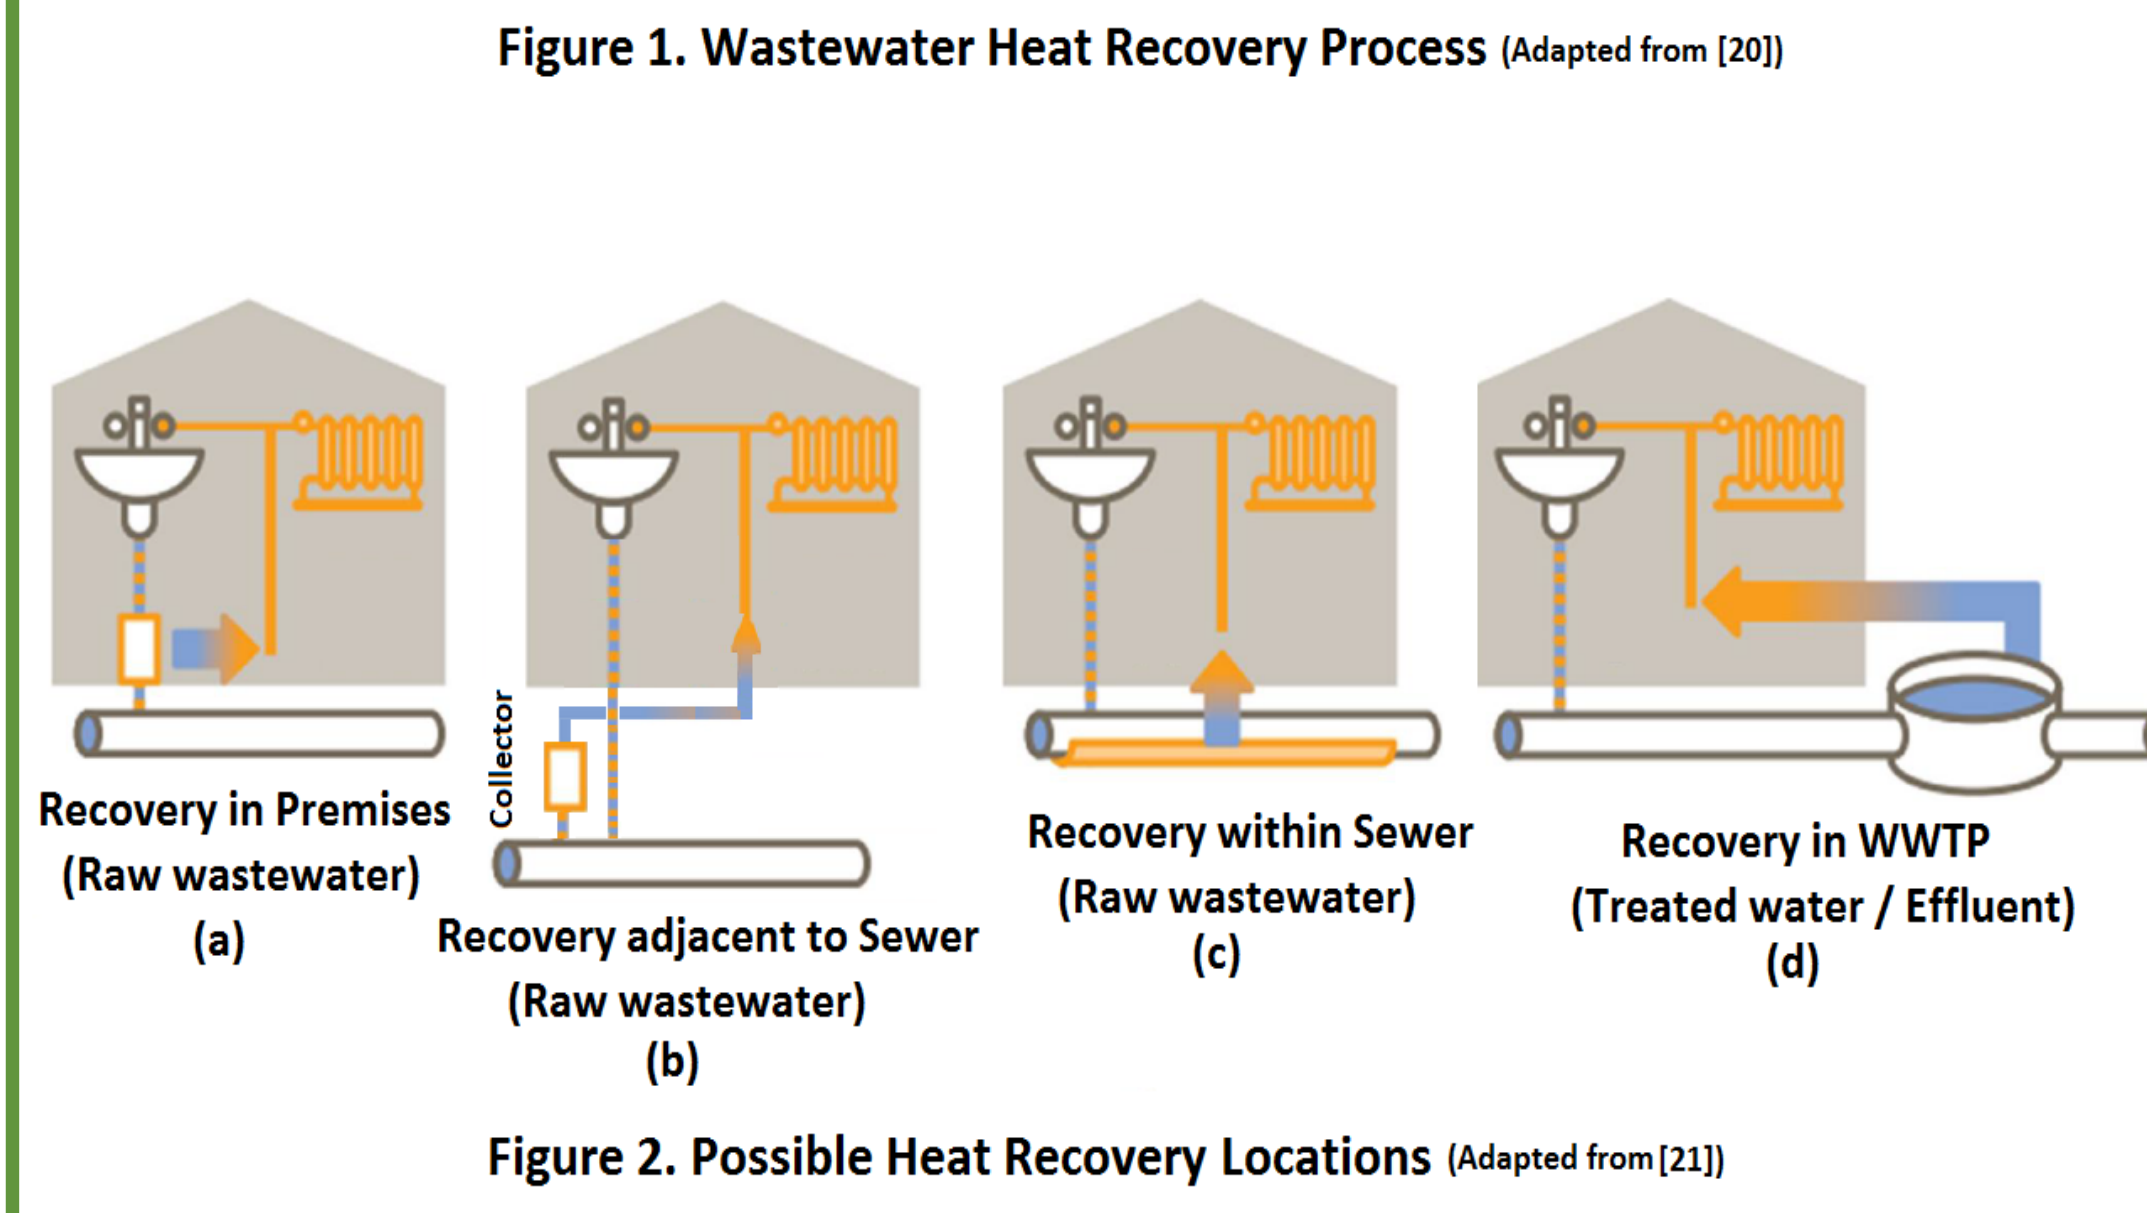 Figure 1. Wastewater Heat Recovery Process (Adapted from [20])
Collector
Recovery in Premises
(Raw wastewater)
(a)
Recovery adjacent to Sewer
(Raw wastewater)
(b)
Recovery within Sewer
(Raw wastewater)
(c)
Recovery in WWTP
(Treated water / Effluent)
(d)
Figure 2. Possible Heat Recovery Locations (Adapted from [21])